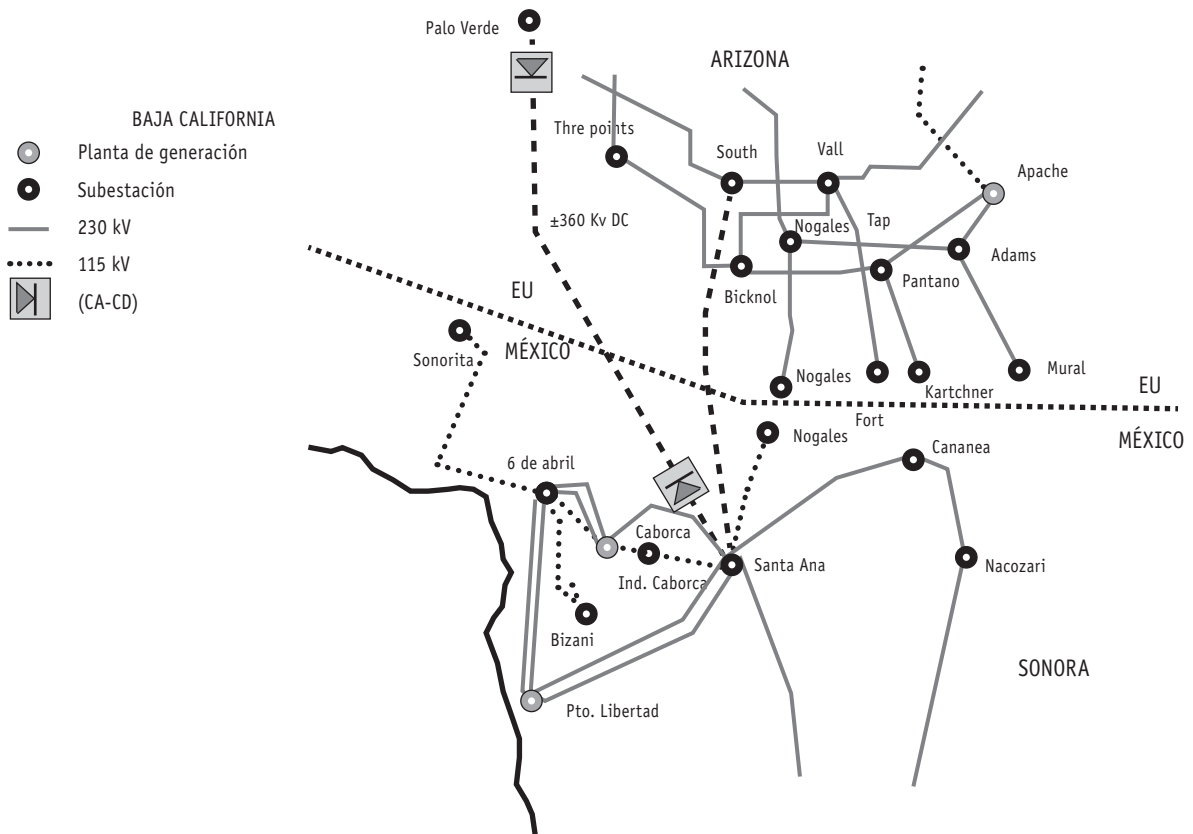 Palo Verde
ARIZONA
BAJA CALIFORNIA
Planta de generación
Subestación
230 kV
115 kV
(CA-CD)
Thre points
South
Vall
Apache
±360 Kv DC
Nogales
Tap
Adams
Bicknol
Pantano
EU
MÉXICO
Sonorita
Nogales
Kartchner
Mural
EU
Fort
MÉXICO
Nogales
Cananea
6 de abril
Caborca
Ind. Caborca
Santa Ana
Nacozari
Bizani
SONORA
Pto. Libertad